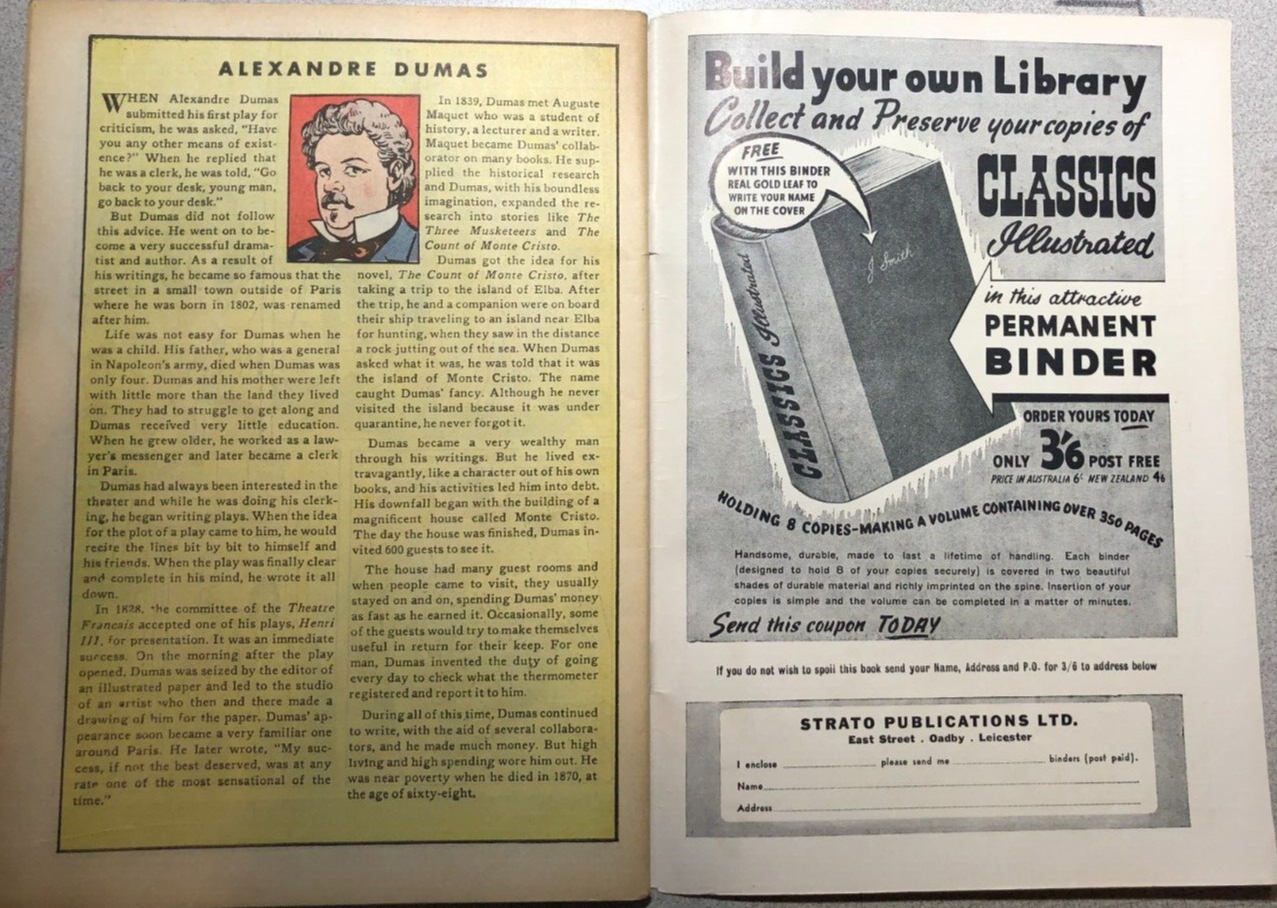 ALEXANDRE DUMAS
WHEN Alexandre Dumas
submitted his first play for
criticism, he was asked, "Have
you any other means of exist-
ence?" When he replied that
he was a clerk, he was told, "Go
back to your desk, young man,
go back to your desk."
But Dumas did not follow
this advice. He went on to be-
come a very successful drama-
tist and author. As a result of
his writings, he became so famous that the
street in a small town outside of Paris
where he was born in 1802, was renamed
after him.
Life was not easy for Dumas when he
was a child. His father, who was a general
in Napoleon's army, died when Dumas was
only four. Dumas and his mother were left
with little more than the land they lived
on. They had to struggle to get along and
Dumas received very little education.
When he grew older, he worked as a law-
yer's messenger and later became a clerk
in Paris.
Dumas had always been interested in the
theater and while he was doing his clerk-
ing, he began writing plays. When the idea
for the plot of a play came to him, he would
recite the lines bit by bit to himself and
his friends. When the play was finally clear
and complete in his mind, he wrote it all
down.
In 1828, the committee of the Theatre
Francais accepted one of his plays, Henri
III, for presentation. It was an immediate
success. On the morning after the play
opened, Dumas was seized by the editor of
an illustrated paper and led to the studio
of an artist who then and there made a
drawing of him for the paper. Dumas' ap-
pearance soon became a very familiar one
around Paris. He later wrote, "My suc-
cess, if not the best deserved, was at any
rate one of the most sensational of the
time."
In 1839, Dumas met Auguste
Maquet who was a student of
history, a lecturer and a writer.
Maquet became Dumas' collab-
orator on many books. He sup-
plied the historical research
and Dumas, with his boundless
imagination, expanded the re-
search into stories like The
Three Musketeers and The
Count of Monte Cristo.
Dumas got the idea for his
novel, The Count of Monte Cristo, after
taking a trip to the island of Elba. After
the trip, he and a companion were on board
their ship traveling to an island near Elba
for hunting, when they saw in the distance
a rock jutting out of the sea. When Dumas
asked what it was, he was told that it was
the island of Monte Cristo. The name
caught Dumas' fancy. Although he never
visited the island because it was under
quarantine, he never forgot it.
Dumas became a very wealthy man
through his writings. But he lived ex-
travagantly, like a character out of his own
books, and his activities led him into debt.
His downfall began with the building of a
magnificent house called Monte Cristo.
The day the house was finished, Dumas in-
vited 600 guests to see it.
The house had many guest rooms and
when people came to visit, they usually
stayed on and on, spending Dumas' money
as fast as he earned it. Occasionally, some
of the guests would try to make themselves
useful in return for their keep. For one
man, Dumas invented the duty of going
every day to check what the thermometer
registered and report it to him.
During all of this time, Dumas continued
to write, with the aid of several collabora-
tors, and he made much money. But high
living and high spending wore him out. He
was near poverty when he died in 1870, at
the age of sixty-eight.
Build your own Library
Collect and Preserve your copies of
CLASSICS
Illustrated
FREE
WITH THIS BINDER
REAL GOLD LEAF TO
WRITE YOUR NAME
ON THE COVER
J. Smith
CLASSICS Illustrated
in this attractive
PERMANENT
BINDER
ORDER YOURS TODAY
ONLY 3'6 POST FREE
PRICE IN AUSTRALIA 6/- NEW ZEALAND 4/6
HOLDING 8 COPIES-MAKING A VOLUME CONTAINING OVER 350 PAGES
Handsome, durable, made to last a lifetime of handling. Each binder
(designed to hold 8 of your copies securely) is covered in two beautiful
shades of durable material and richly imprinted on the spine. Insertion of your
copies is simple and the volume can be completed in a matter of minutes.
Send this coupon TODAY
If you do not wish to spoil this book send your Name, Address and P.O. for 3/6 to address below
STRATO PUBLICATIONS LTD.
East Street . Oadby . Leicester
I enclose please send me binders (post paid).
Name
Address